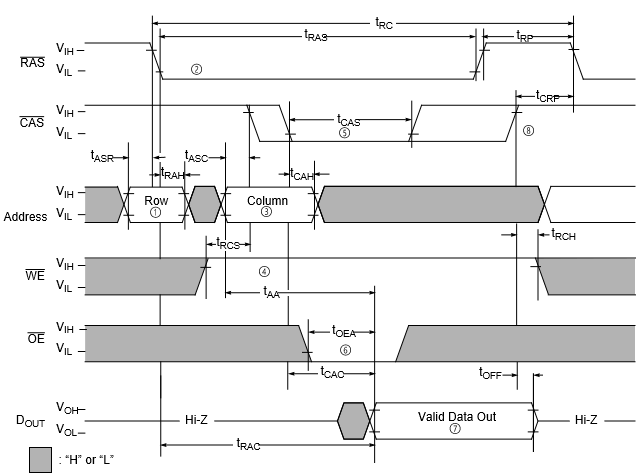 tRC
tRAS
tRP
RAS
VIH
VIL
②
tCRP
CAS
VIH
VIL
tCAS
⑤
⑧
tASR
tRAH
tASC
tCAH
Address
VIH
VIL
Row
①
Column
③
tRCS
tRCH
WE
VIH
VIL
④
tAA
OE
VIH
VIL
tOEA
⑥
tCAC
tOFF
DOUT
VOH
VOL
Hi-Z
Valid Data Out
⑦
Hi-Z
tRAC
: “H” or “L”